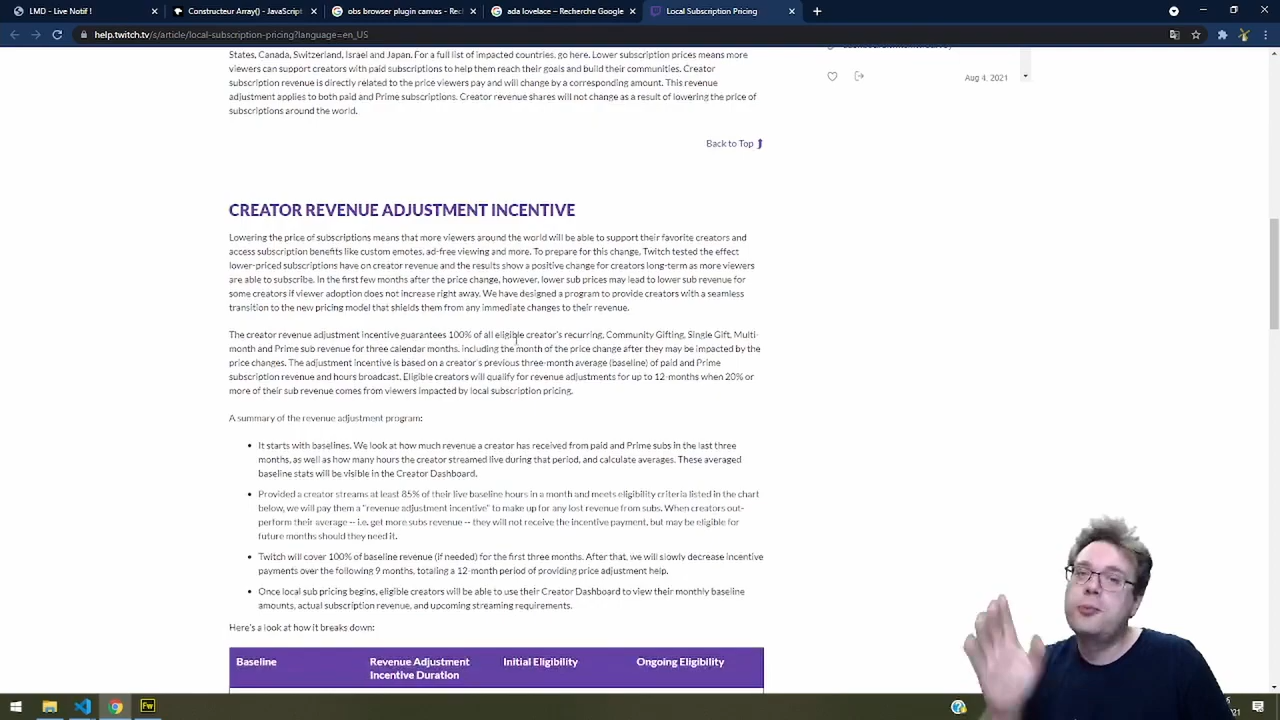 LMD - Live Notif !
Constructeur Array() - JavaScript
obs browser plugin canvas - Rec
ada lovelace - Recherche Google
Local Subscription Pricing
help.twitch.tv/s/article/local-subscription-pricing?language=en_US
States, Canada, Switzerland, Israel and Japan. For a full list of impacted countries, go here. Lower subscription prices means more
viewers can support creators with paid subscriptions to help them reach their goals and build their communities. Creator
subscription revenue is directly related to the price viewers pay and will change by a corresponding amount. This revenue
adjustment applies to both paid and Prime subscriptions. Creator revenue shares will not change as a result of lowering the price of
subscriptions around the world.
Aug 4, 2021
Back to Top
CREATOR REVENUE ADJUSTMENT INCENTIVE
Lowering the price of subscriptions means that more viewers around the world will be able to support their favorite creators and
access subscription benefits like custom emotes, ad-free viewing and more. To prepare for this change, Twitch tested the effect
lower-priced subscriptions have on creator revenue and the results show a positive change for creators long-term as more viewers
are able to subscribe. In the first few months after the price change, however, lower sub prices may lead to lower sub revenue for
some creators if viewer adoption does not increase right away. We have designed a program to provide creators with a seamless
transition to the new pricing model that shields them from any immediate changes to their revenue.
The creator revenue adjustment incentive guarantees 100% of all eligible creator's recurring, Community Gifting, Single Gift, Multi-
month and Prime sub revenue for three calendar months, including the month of the price change after they may be impacted by the
price changes. The adjustment incentive is based on a creator's previous three-month average (baseline) of paid and Prime
subscription revenue and hours broadcast. Eligible creators will qualify for revenue adjustments for up to 12-months when 20% or
more of their sub revenue comes from viewers impacted by local subscription pricing.
A summary of the revenue adjustment program:
It starts with baselines. We look at how much revenue a creator has received from paid and Prime subs in the last three
months, as well as how many hours the creator streamed live during that period, and calculate averages. These averaged
baseline stats will be visible in the Creator Dashboard.
Provided a creator streams at least 85% of their live baseline hours in a month and meets eligibility criteria listed in the chart
below, we will pay them a "revenue adjustment incentive" to make up for any lost revenue from subs. When creators out-
perform their average -- i.e. get more subs revenue -- they will not receive the incentive payment, but may be eligible for
future months should they need it.
Twitch will cover 100% of baseline revenue (if needed) for the first three months. After that, we will slowly decrease incentive
payments over the following 9 months, totaling a 12-month period of providing price adjustment help.
Once local sub pricing begins, eligible creators will be able to use their Creator Dashboard to view their monthly baseline
amounts, actual subscription revenue, and upcoming streaming requirements.
Here's a look at how it breaks down:
Baseline
Revenue Adjustment
Incentive Duration
Initial Eligibility
Ongoing Eligibility
Fw